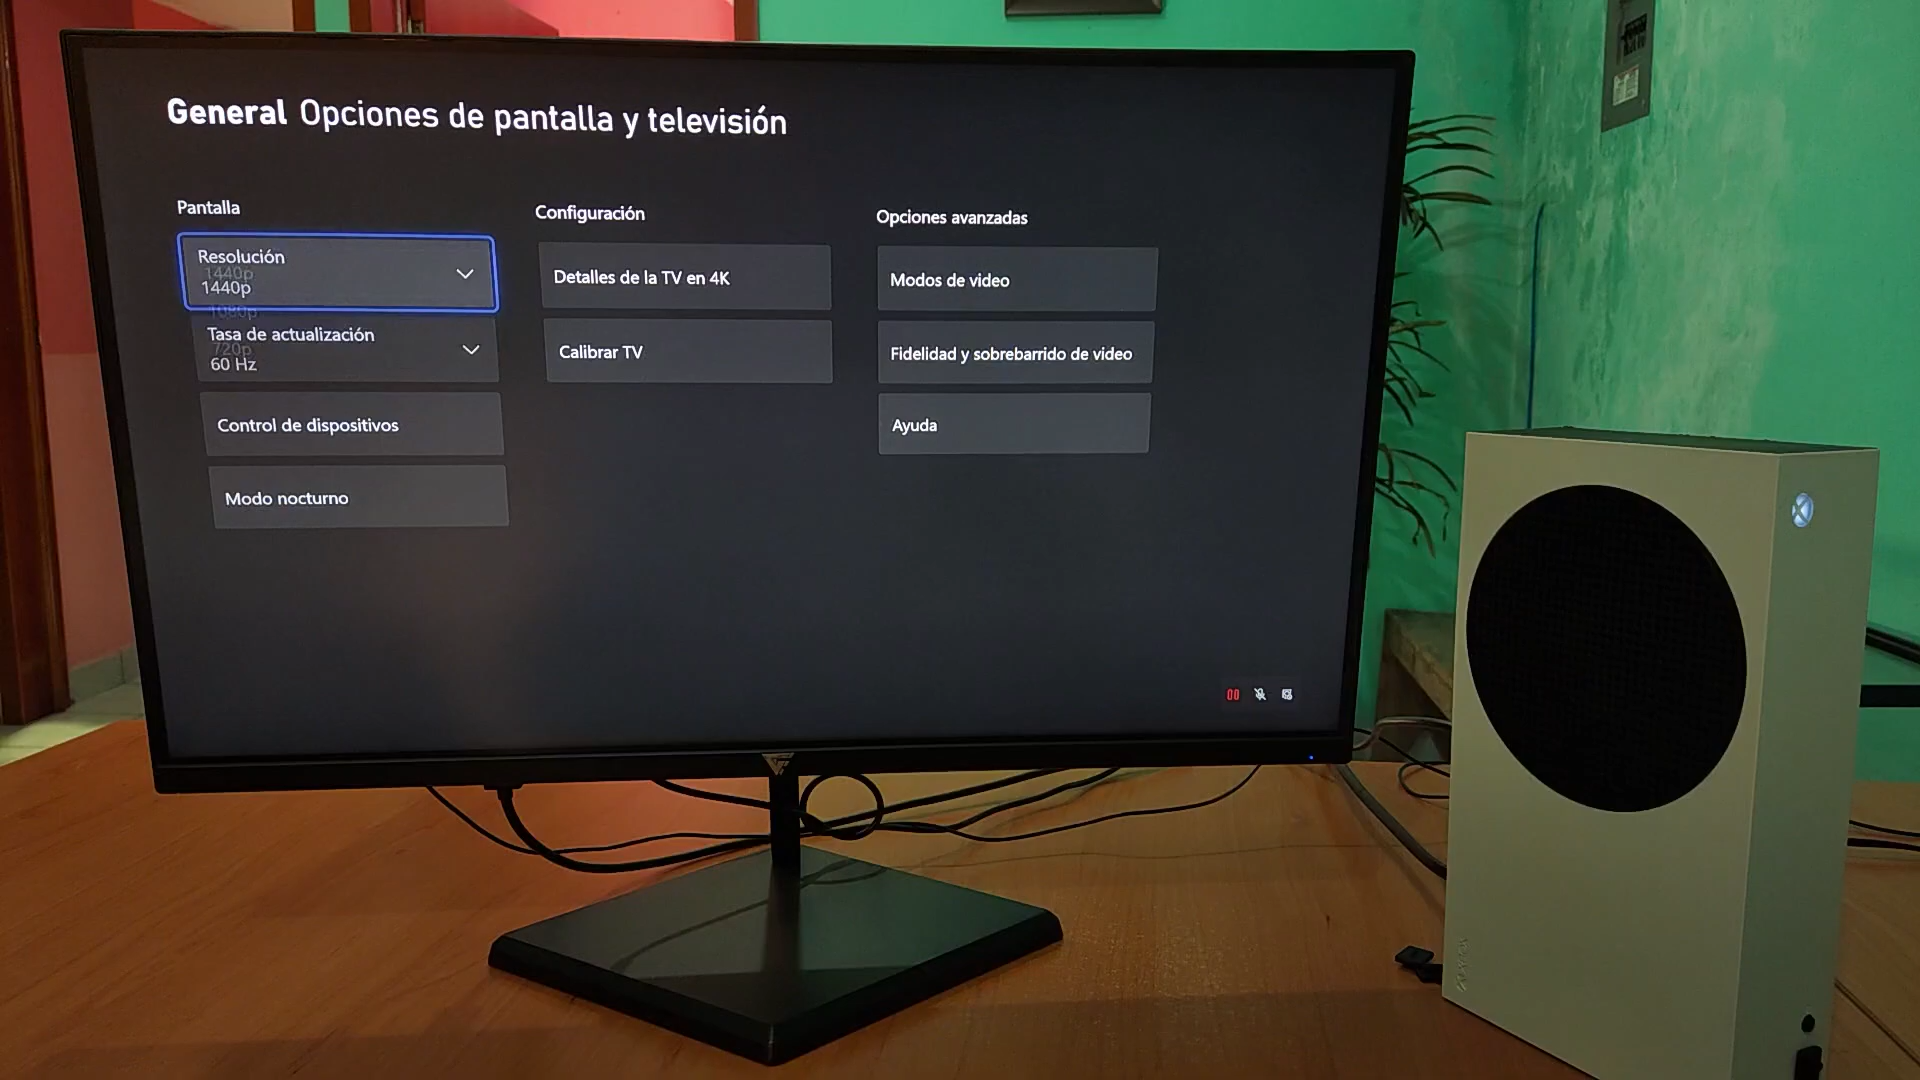 General Opciones de pantalla y televisión
Pantalla
Resolución
1440p
1440p
1080p
Tasa de actualización
720p
60 Hz
Control de dispositivos
Modo nocturno
Configuración
Detalles de la TV en 4K
Calibrar TV
Opciones avanzadas
Modos de video
Fidelidad y sobrebarrido de video
Ayuda